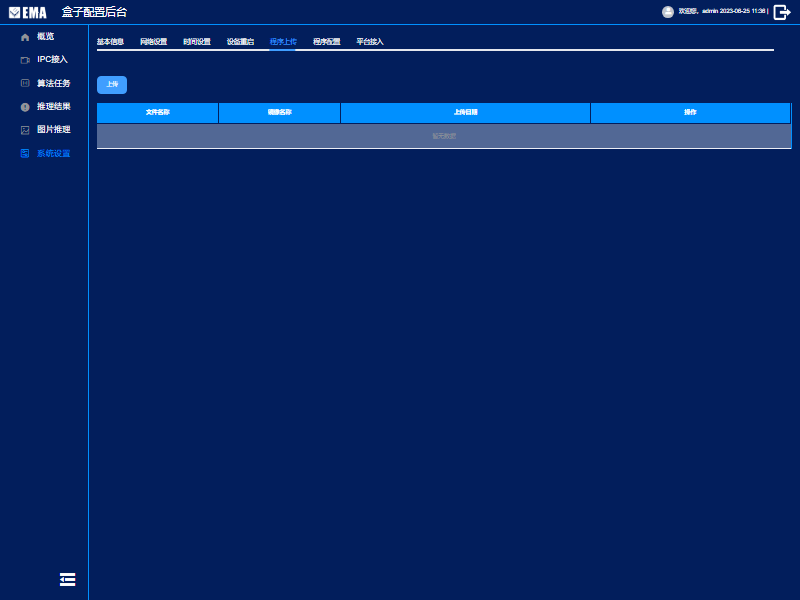 EMA 盒子配置后台
欢迎您， admin 2023-06-25 11:36 |
概览
IPC接入
算法任务
推理结果
图片推理
系统设置
基本信息 网络设置 时间设置 设备重启 程序上传 程序配置 平台接入
上传
文件名称 镜像名称 上传日期 操作
暂无数据